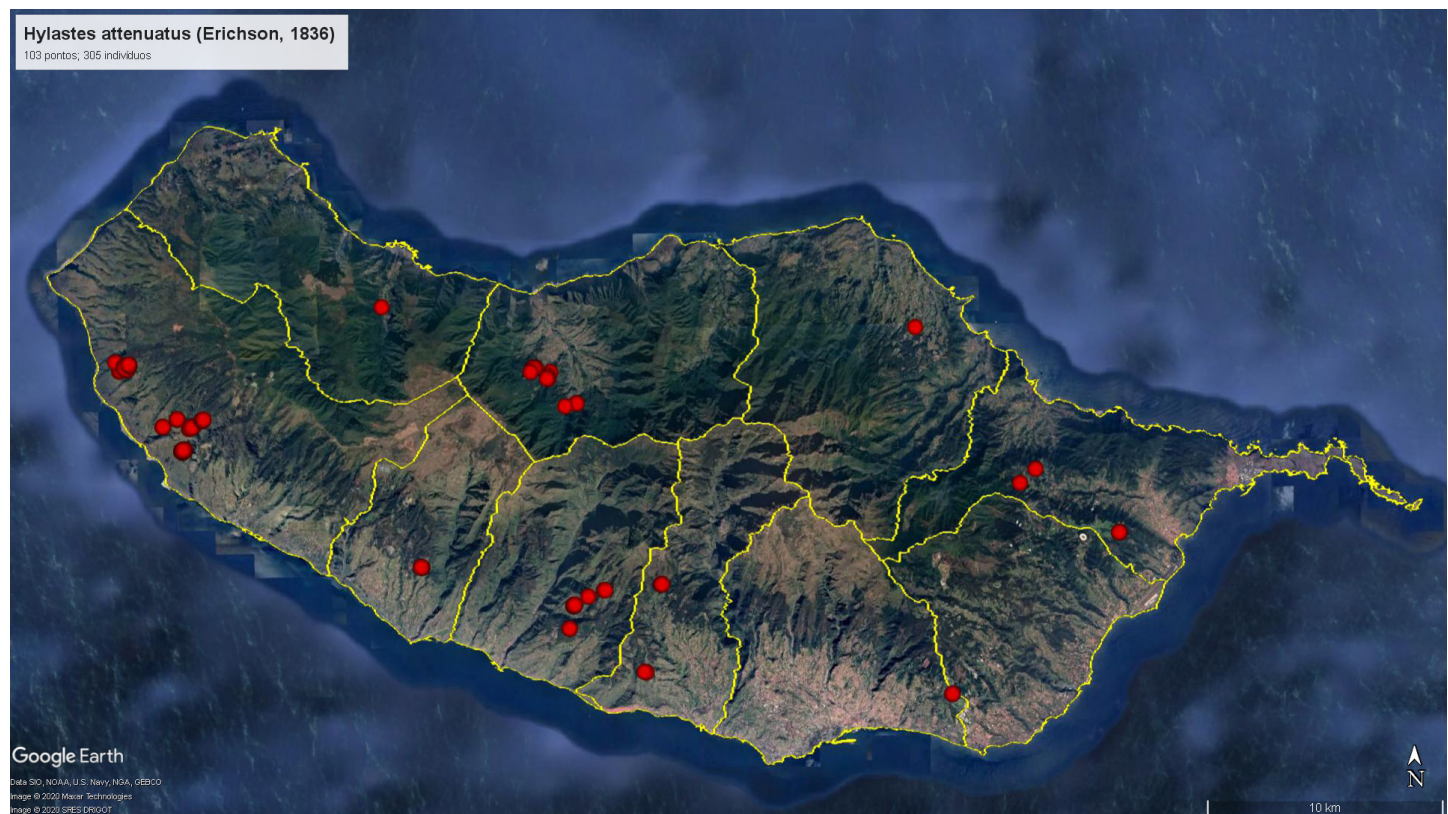 Hylastes attenuatus (Erichson, 1836)
103 pontos; 305 indivíduos
Google Earth
Data SIO, NOAA, U.S. Navy, NGA, GEBCO
Image © 2020 Maxar Technologies
Image © 2020 SRES DRIGOT
N
10 km